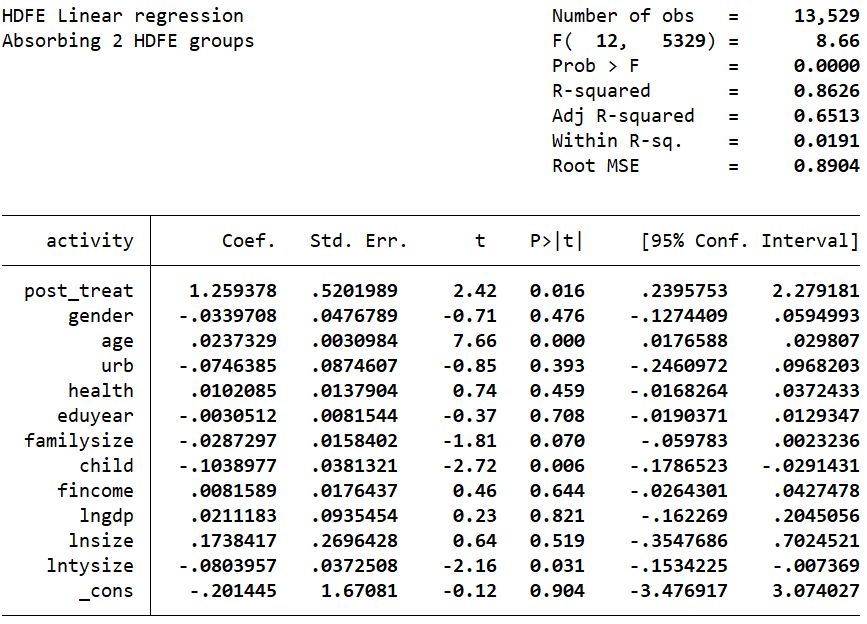 HDFE Linear regression Number of obs = 13,529
Absorbing 2 HDFE groups F( 12, 5329) = 8.66
Prob > F = 0.0000
R-squared = 0.8626
Adj R-squared = 0.6513
Within R-sq. = 0.0191
Root MSE = 0.8904
activity Coef. Std. Err. t P>|t| [95% Conf. Interval]
post_treat 1.259378 .5201989 2.42 0.016 .2395753 2.279181
gender -.0339708 .0476789 -0.71 0.476 -.1274409 .0594993
age .0237329 .0030984 7.66 0.000 .0176588 .029807
urb -.0746385 .0874607 -0.85 0.393 -.2460972 .0968203
health .0102085 .0137904 0.74 0.459 -.0168264 .0372433
eduyear -.0030512 .0081544 -0.37 0.708 -.0190371 .0129347
familysize -.0287297 .0158402 -1.81 0.070 -.059783 .0023236
child -.1038977 .0381321 -2.72 0.006 -.1786523 -.0291431
fincome .0081589 .0176437 0.46 0.644 -.0264301 .0427478
lngdp .0211183 .0935454 0.23 0.821 -.162269 .2045056
lnsize .1738417 .2696428 0.64 0.519 -.3547686 .7024521
lntysize -.0803957 .0372508 -2.16 0.031 -.1534225 -.007369
_cons -.201445 1.67081 -0.12 0.904 -3.476917 3.074027